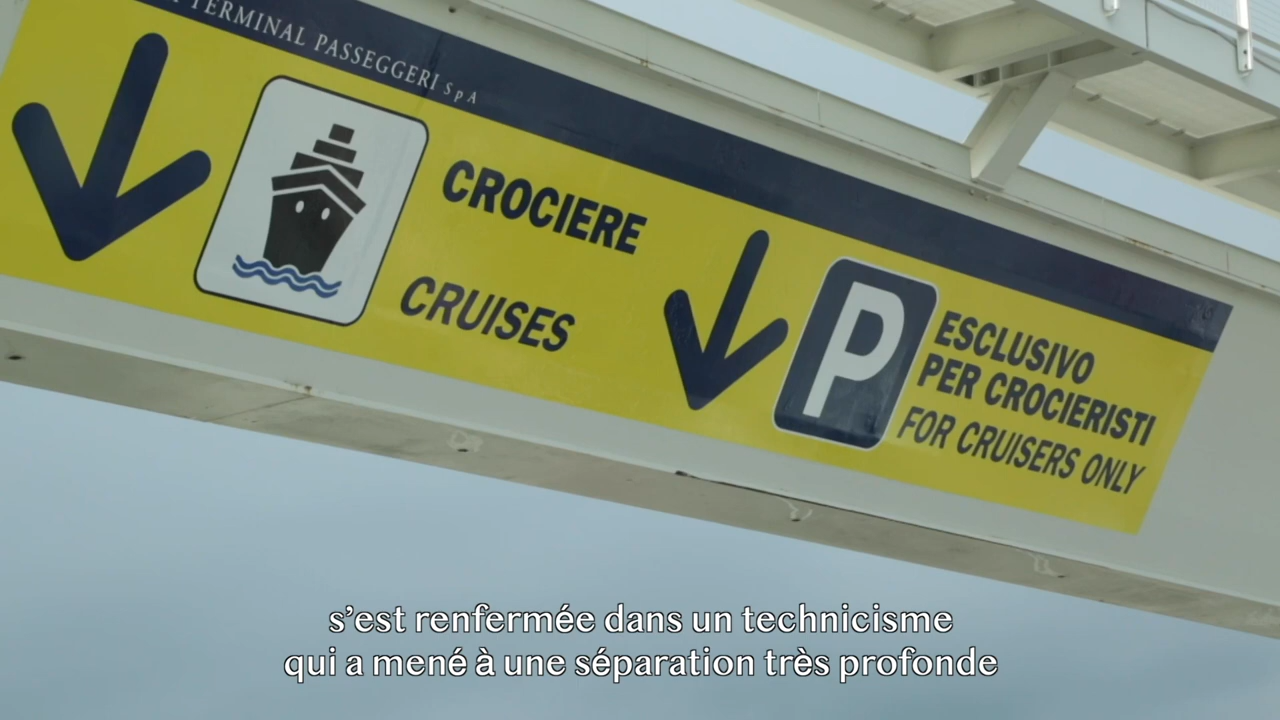 TERMINAL PASSEGGERI SpA
CROCIERE
CRUISES
P
ESCLUSIVO
PER CROCIERISTI
FOR CRUISERS ONLY
s’est renfermée dans un technicisme
qui a mené à une séparation très profonde